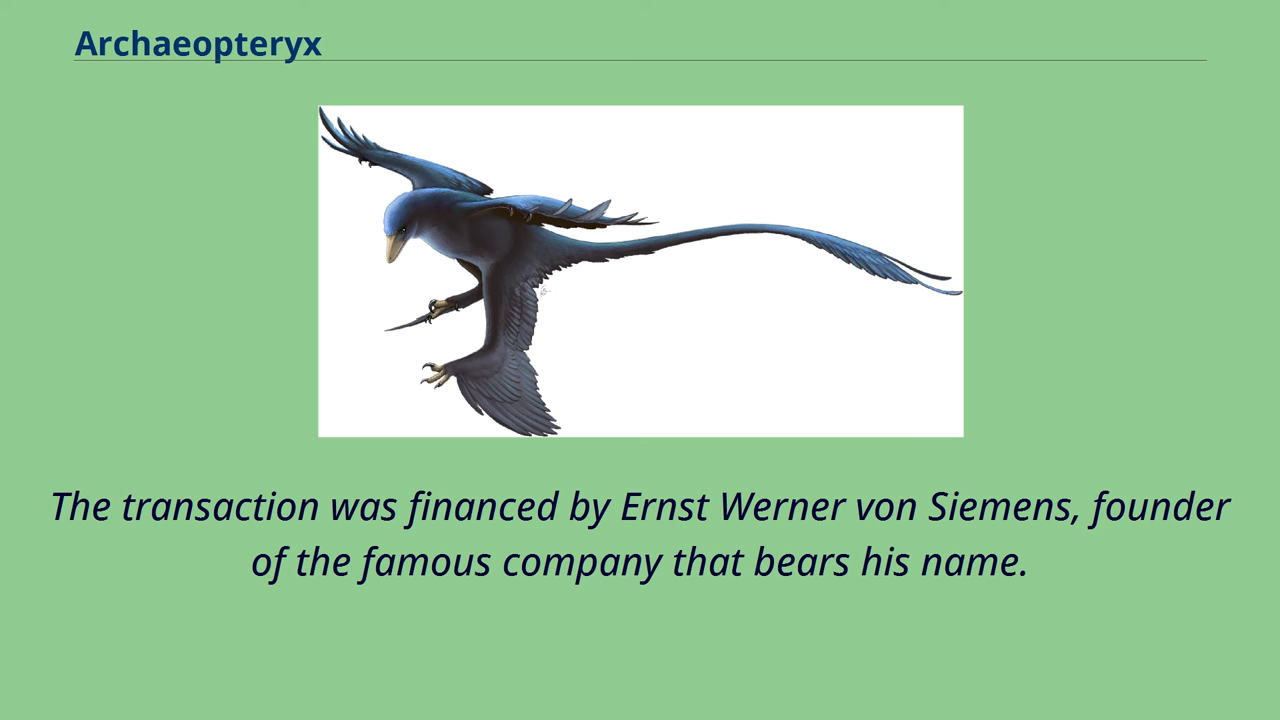 Archaeopteryx
The transaction was financed by Ernst Werner von Siemens, founder
of the famous company that bears his name.